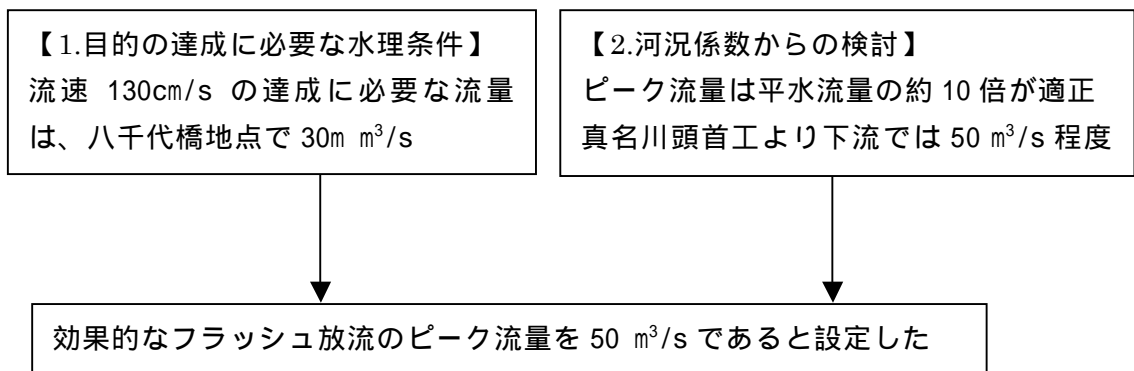 【1.目的の達成に必要な水理条件】
流速 130cm/s の達成に必要な流量
は、八千代橋地点で 30m m³/s
【2.河況係数からの検討】
ピーク流量は平水流量の約 10 倍が適正
真名川頭首工より下流では 50 m³/s 程度
効果的なフラッシュ放流のピーク流量を 50 m³/s であると設定した